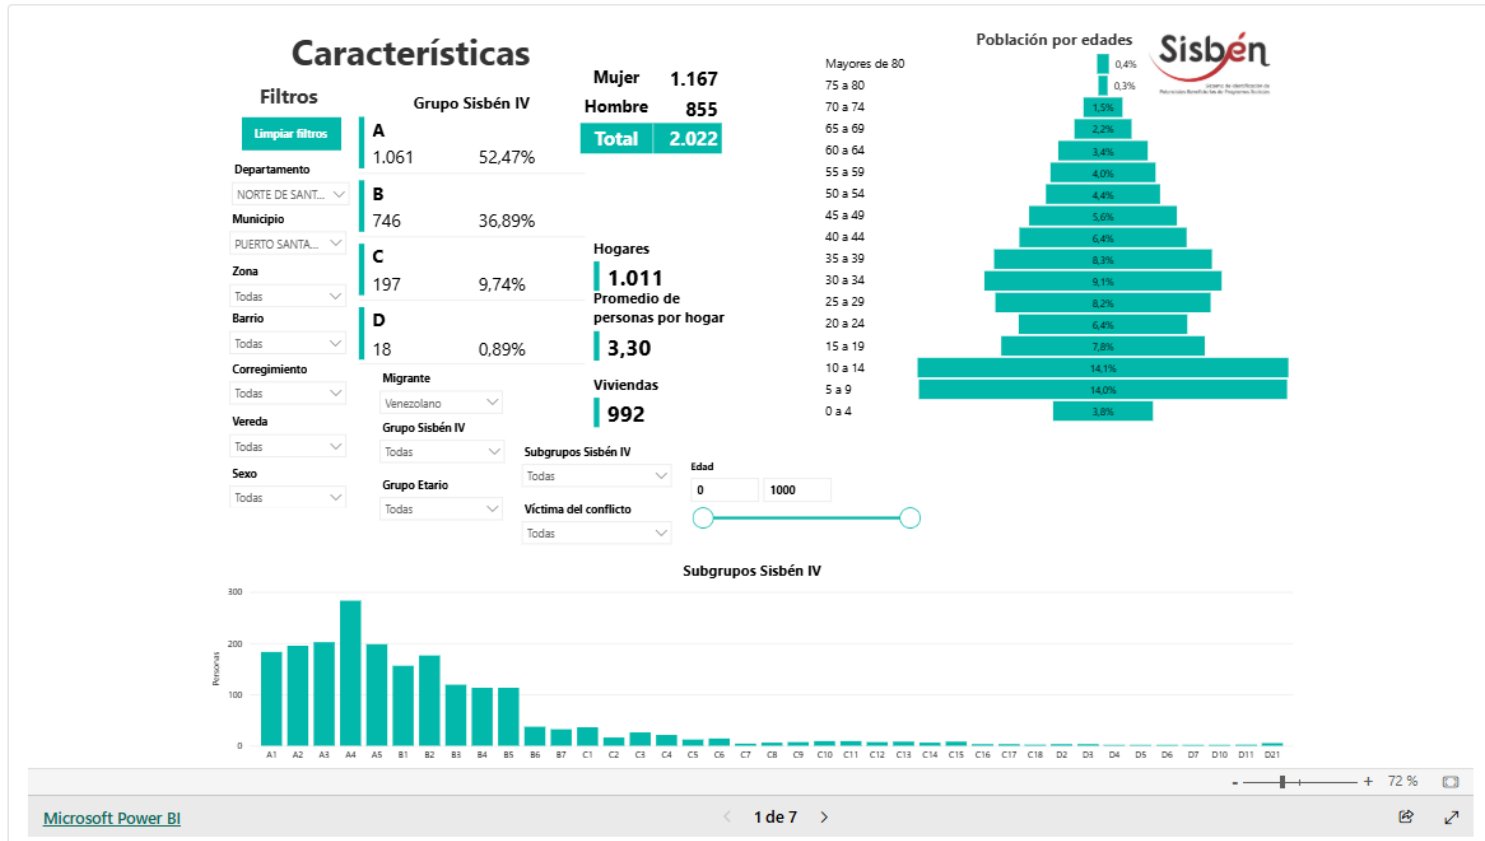 Características
Filtros
Limpiar filtros
Departamento
NORTE DE SANT...
Municipio
PUERTO SANTA...
Zona
Todas
Barrio
Todas
Corregimiento
Todas
Vereda
Todas
Sexo
Todas
Grupo Sisbén IV
A
1.061 52,47%
B
746 36,89%
C
197 9,74%
D
18 0,89%
Migrante
Venezolano
Grupo Sisbén IV
Todas
Grupo Etario
Todas
Mujer 1.167
Hombre 855
Total 2.022
Hogares
1.011
Promedio de
personas por hogar
3,30
Viviendas
992
Subgrupos Sisbén IV
Todas
Víctima del conflicto
Todas
Edad
0 1000
Población por edades
Sisbén
Mayores de 80 0,4%
75 a 80 0,3%
70 a 74 1,5%
65 a 69 2,2%
60 a 64 3,4%
55 a 59 4,0%
50 a 54 4,4%
45 a 49 5,6%
40 a 44 6,4%
35 a 39 8,3%
30 a 34 9,1%
25 a 29 8,2%
20 a 24 6,4%
15 a 19 7,8%
10 a 14 14,1%
5 a 9 14,0%
0 a 4 3,8%
Subgrupos Sisbén IV
Personas
300
200
100
0
A1 A2 A3 A4 A5 B1 B2 B3 B4 B5 B6 B7 C1 C2 C3 C4 C5 C6 C7 C8 C9 C10 C11 C12 C13 C14 C15 C16 C17 C18 D2 D3 D4 D5 D6 D7 D10 D11 D21
- + 72 %
Microsoft Power BI
1 de 7